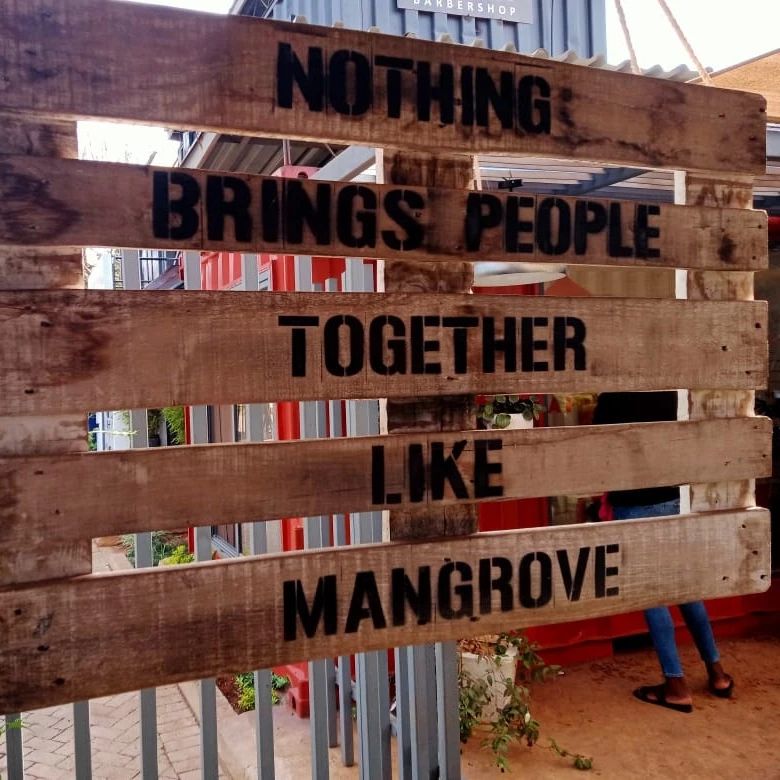 BARBERSHOP
NOTHING
BRINGS PEOPLE
TOGETHER
LIKE
MANGROVE